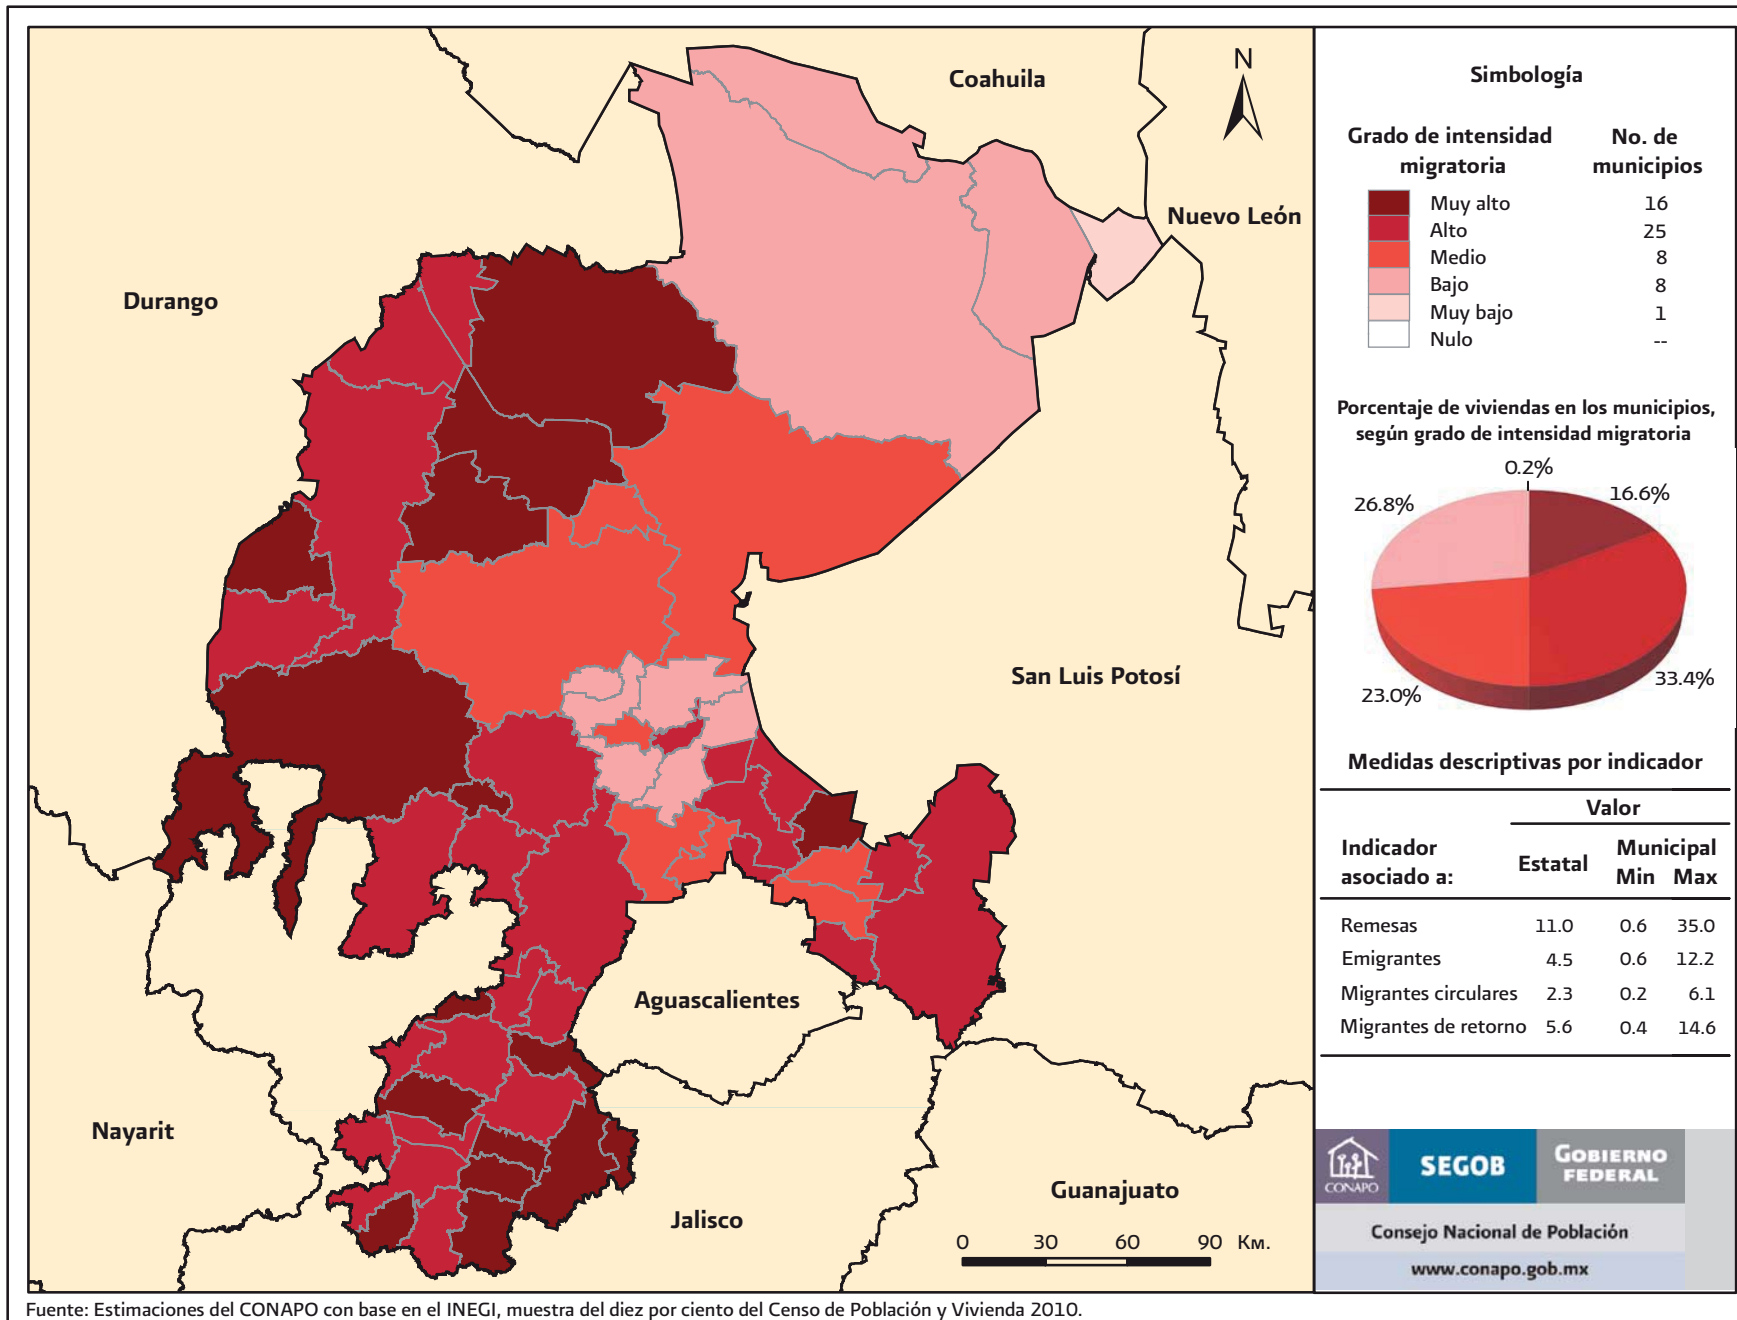 Coahuila
N
Nuevo León
Durango
San Luis Potosí
Aguascalientes
Nayarit
Jalisco
Guanajuato
0 30 60 90 Km.
Simbología
Grado de intensidad
migratoria
No. de
municipios
Muy alto 16
Alto 25
Medio 8
Bajo 8
Muy bajo 1
Nulo --
Porcentaje de viviendas en los municipios,
según grado de intensidad migratoria
0.2%
26.8%
16.6%
23.0%
33.4%
Medidas descriptivas por indicador
Valor
Indicador
asociado a:
Estatal
Municipal
Min Max
Remesas 11.0 0.6 35.0
Emigrantes 4.5 0.6 12.2
Migrantes circulares 2.3 0.2 6.1
Migrantes de retorno 5.6 0.4 14.6
CONAPO
SEGOB
GOBIERNO
FEDERAL
Consejo Nacional de Población
www.conapo.gob.mx
Fuente: Estimaciones del CONAPO con base en el INEGI, muestra del diez por ciento del Censo de Población y Vivienda 2010.